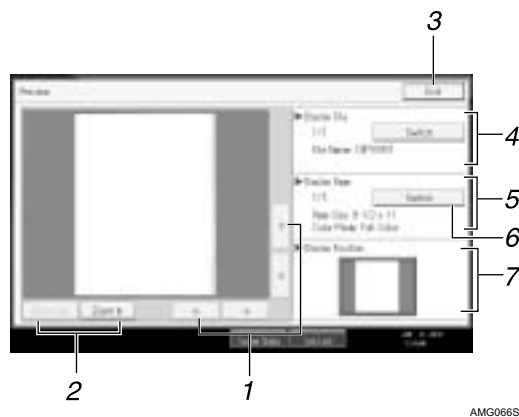 3
Preview
Exit
Display File
1/1
Switch
4
File Name:
Display Page
1/1
Switch
5
Page Size: 8 1/2 x 11
Color Mode: Full Color
6
Display Position
7
Zoom In
2
1
AMG066S